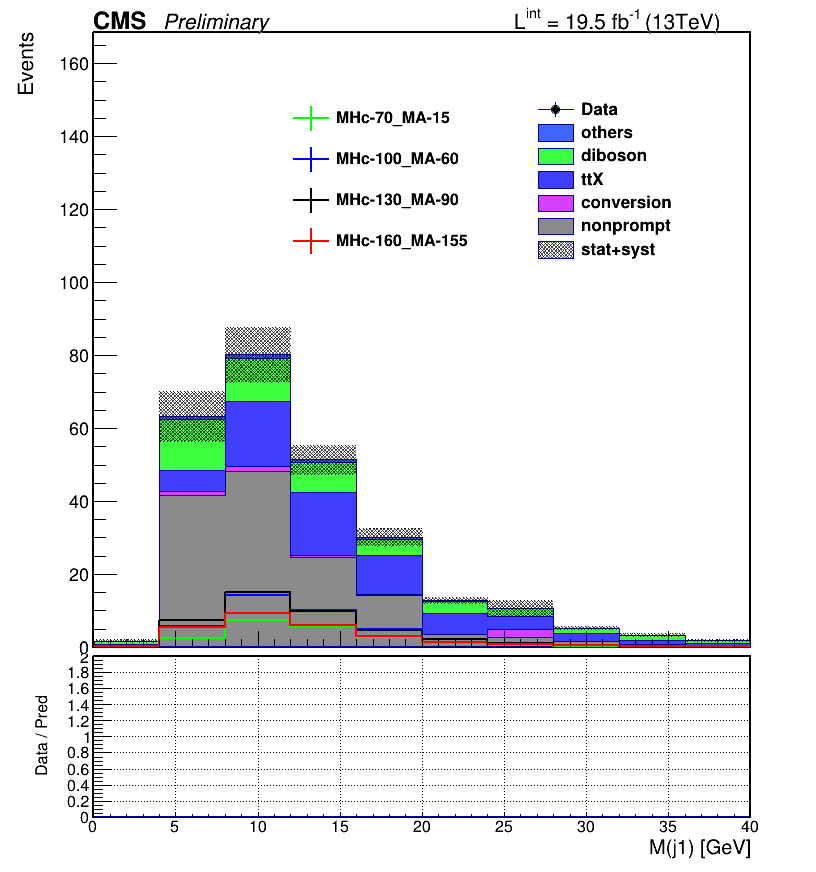 CMS Preliminary L^int = 19.5 fb^-1 (13TeV)
Events
160
140
120
100
80
60
40
20
0
MHc-70_MA-15
MHc-100_MA-60
MHc-130_MA-90
MHc-160_MA-155
Data
others
diboson
ttX
conversion
nonprompt
stat+syst
Data / Pred
2
1.8
1.6
1.4
1.2
1
0.8
0.6
0.4
0.2
0
0 5 10 15 20 25 30 35 40
M(j1) [GeV]